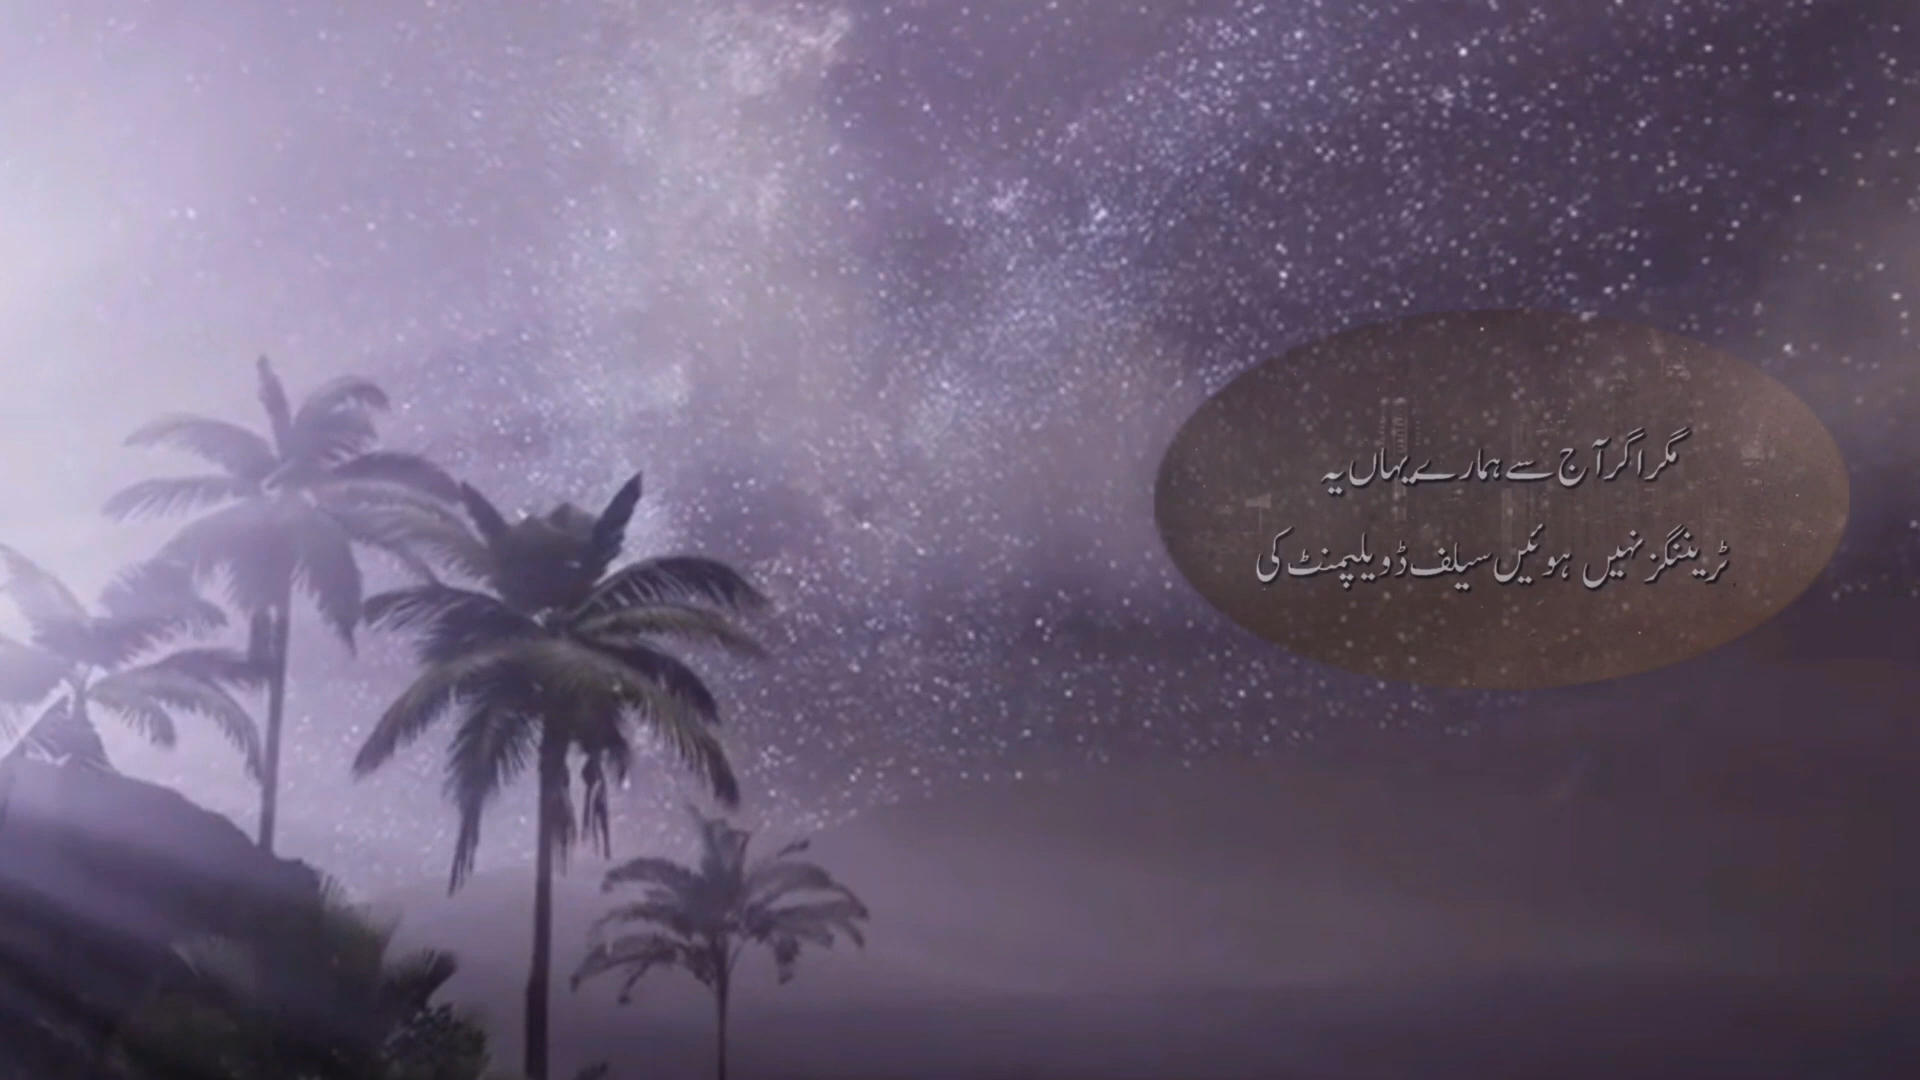 مگر اگر آج سے ہمارے یہاں یہ
ٹریننگز نہیں ہوئیں سیلف ڈویلپمنٹ کی